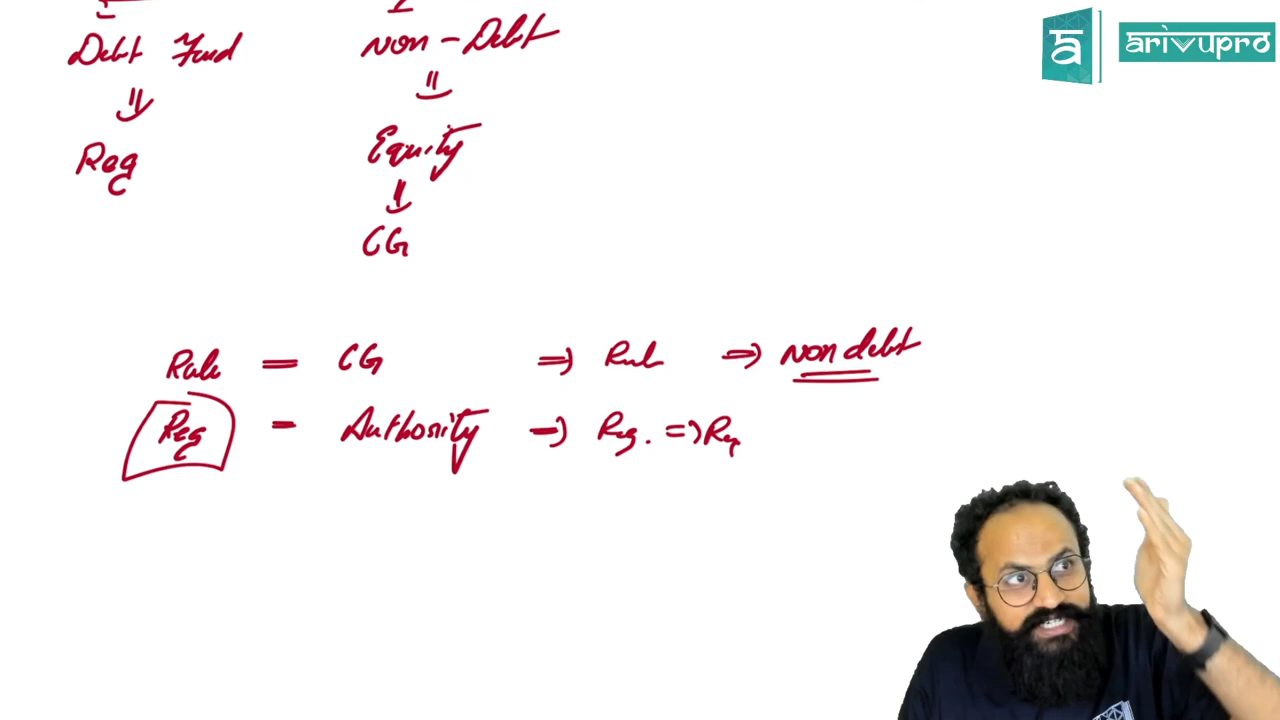 arivupro
Debt Fund
Non - Debt
Reg
Equity
CG
Rule = CG => Rul => Non debt
Reg = Authority -> Reg. => Reg